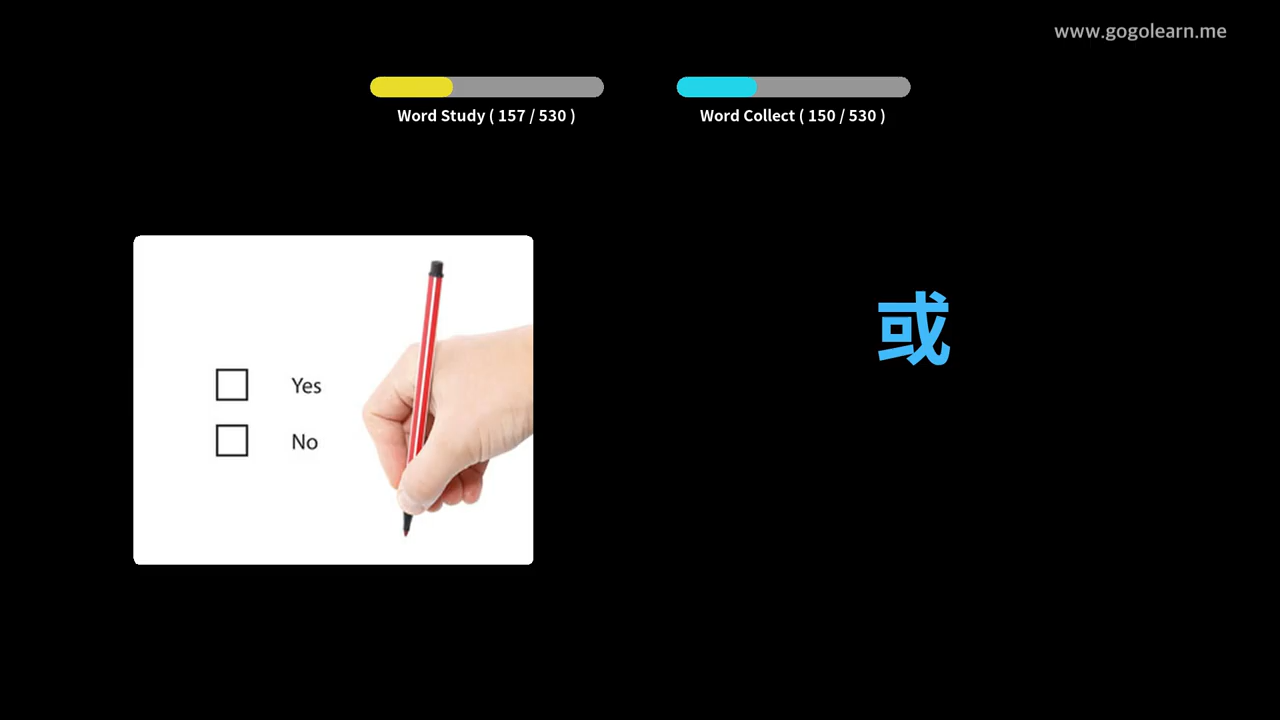 www.gogolearn.me
Word Study ( 157 / 530 )
Word Collect ( 150 / 530 )
或
Yes
No